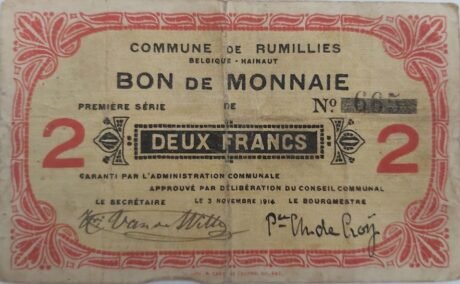 COMMUNE DE RUMILLIES
BELGIQUE - HAINAUT
BON DE MONNAIE
PREMIÈRE SÉRIE DE No 665
2 DEUX FRANCS 2
GARANTI PAR L'ADMINISTRATION COMMUNALE
APPROUVÉ PAR DÉLIBÉRATION DU CONSEIL COMMUNAL
LE SECRÉTAIRE LE 3 NOVEMBRE 1914 LE BOURGMESTRE